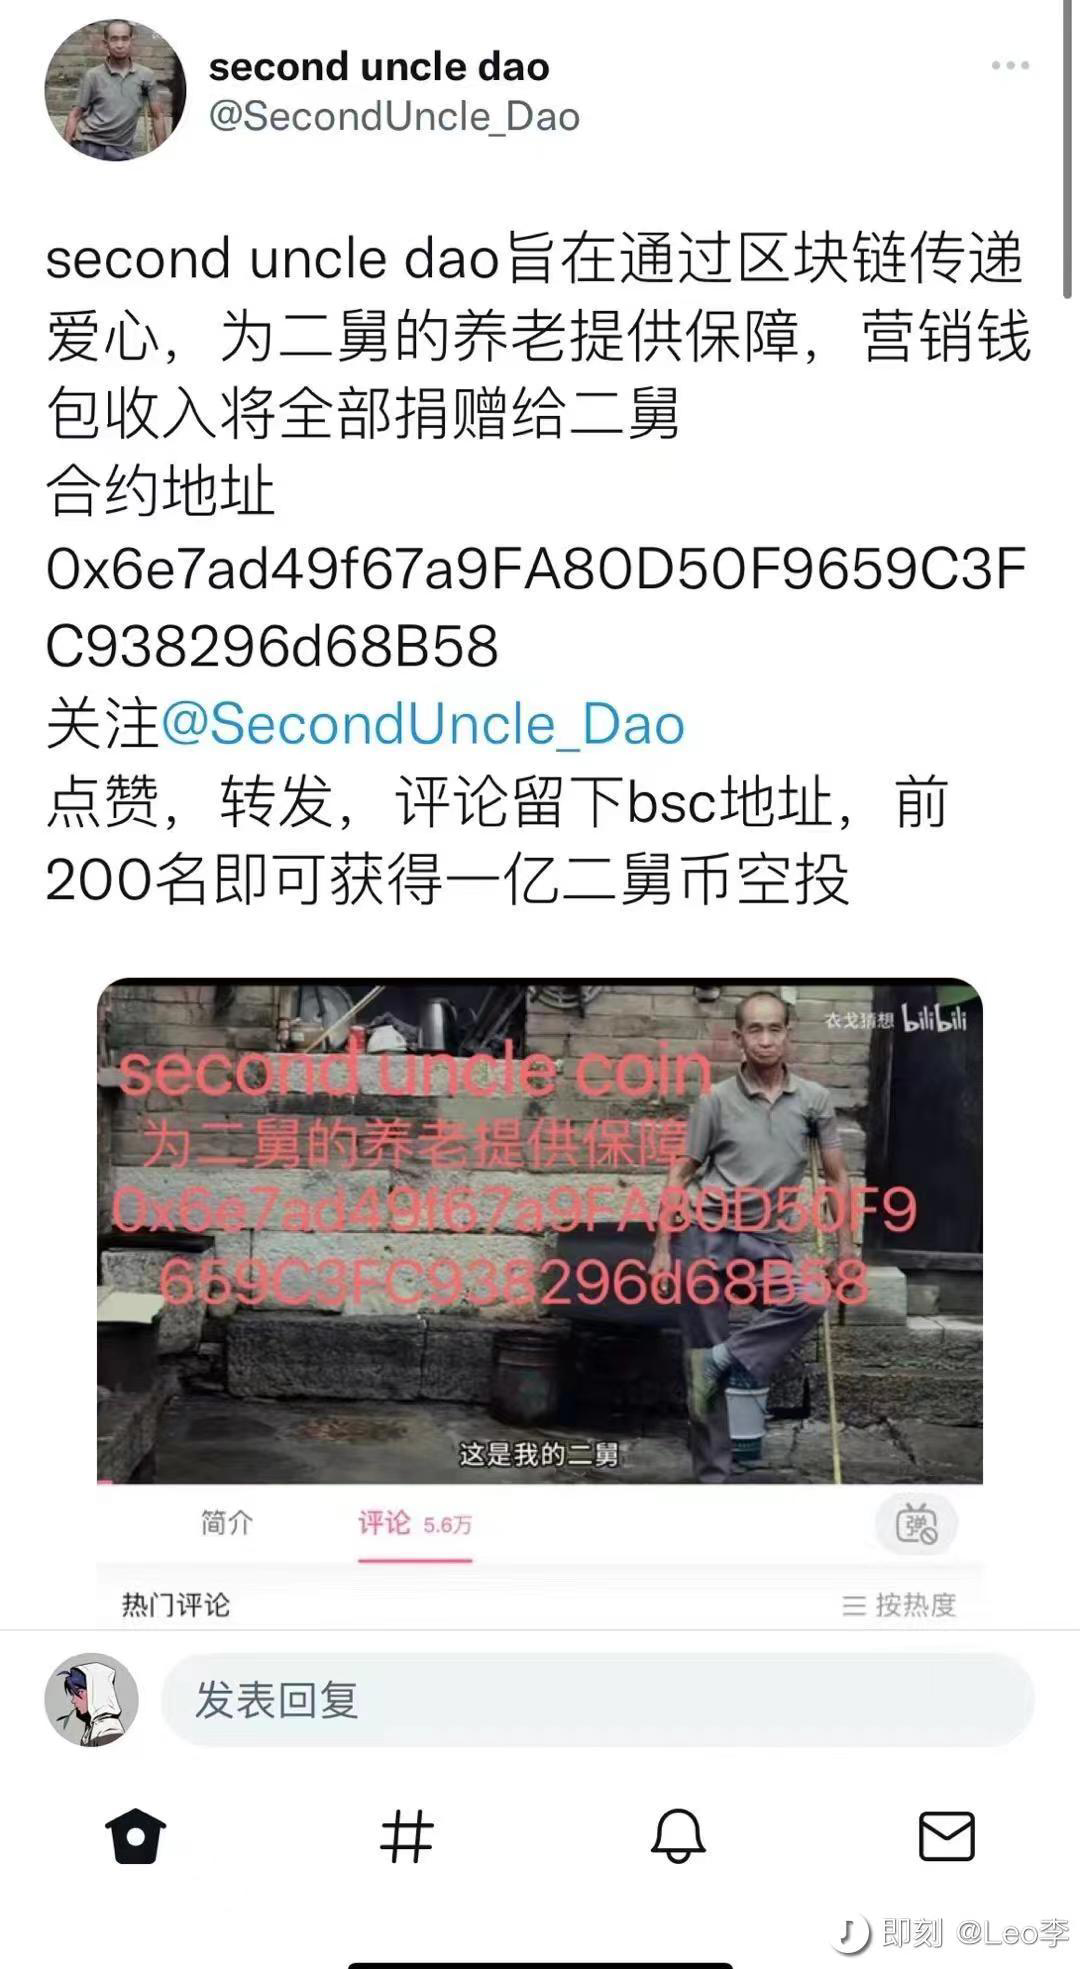 second uncle dao
@SecondUncle_Dao
second uncle dao旨在通过区块链传递
爱心，为二舅的养老提供保障，营销钱
包收入将全部捐赠给二舅
合约地址
0x6e7ad49f67a9FA80D50F9659C3F
C938296d68B58
关注@SecondUncle_Dao
点赞，转发，评论留下bsc地址，前
200名即可获得一亿二舅币空投
衣戈猜想 bilibili
second uncle coin
为二舅的养老提供保障
0x6e7ad49f67a9FA80D50F9
659C3FC938296d68B58
这是我的二舅
简介 评论 5.6万 弹
热门评论 按热度
发表回复
即刻 @Leo李